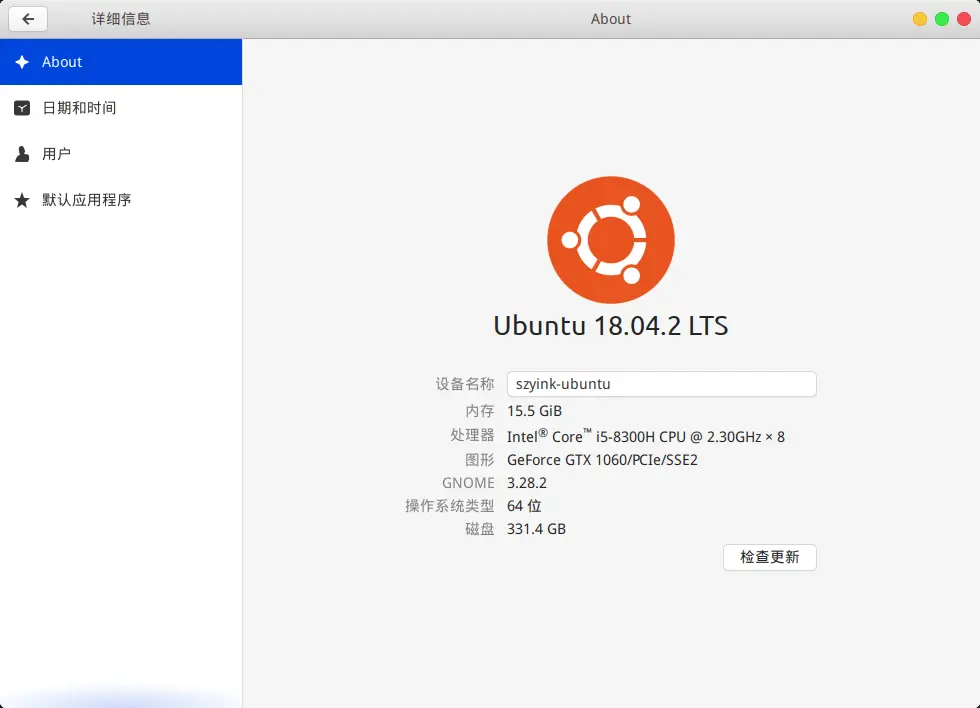 详细信息
About
About
日期和时间
用户
默认应用程序
Ubuntu 18.04.2 LTS
设备名称 szyink-ubuntu
内存 15.5 GiB
处理器 Intel® Core™ i5-8300H CPU @ 2.30GHz × 8
图形 GeForce GTX 1060/PCIe/SSE2
GNOME 3.28.2
操作系统类型 64 位
磁盘 331.4 GB
检查更新